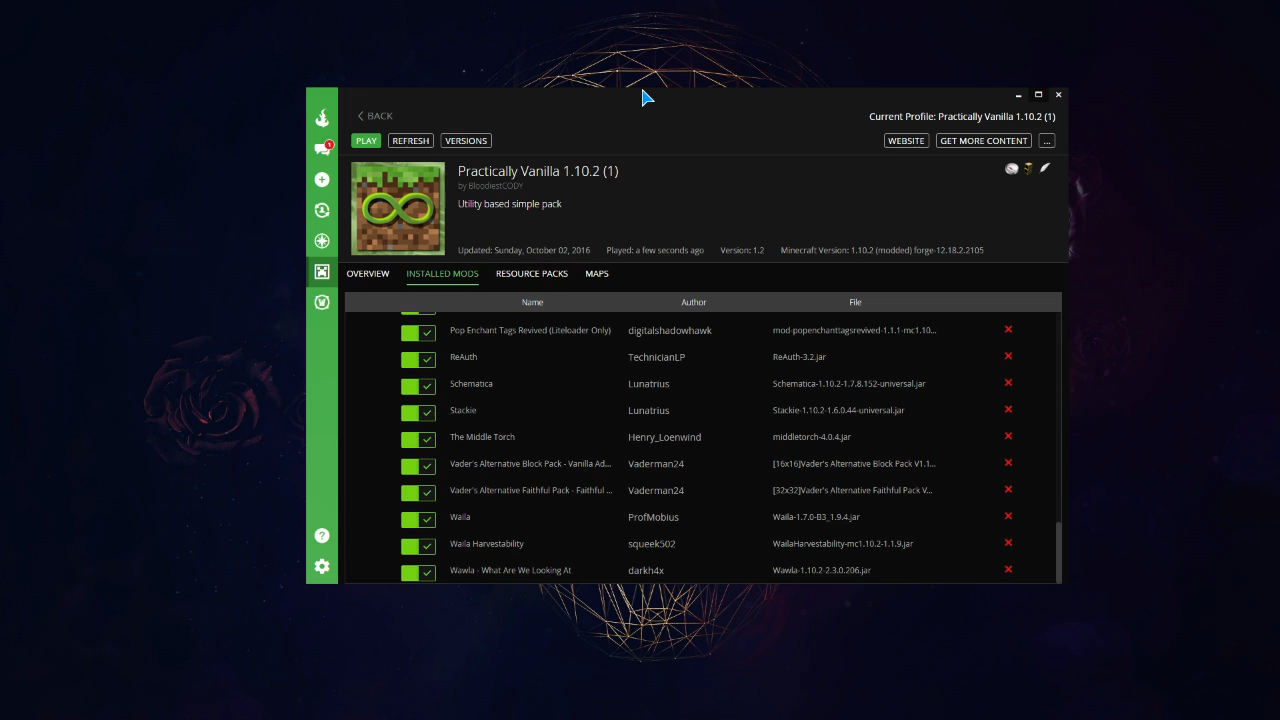 BACK
Current Profile: Practically Vanilla 1.10.2 (1)
PLAY REFRESH VERSIONS WEBSITE GET MORE CONTENT ...
1
Practically Vanilla 1.10.2 (1)
by BloodiestCODY
Utility based simple pack
Updated: Sunday, October 02, 2016 Played: a few seconds ago Version: 1.2 Minecraft Version: 1.10.2 (modded) forge-12.18.2.2105
OVERVIEW INSTALLED MODS RESOURCE PACKS MAPS
Name Author File
Pop Enchant Tags Revived (Liteloader Only) digitalshadowhawk mod-popenchanttagsrevived-1.1.1-mc1.10...
ReAuth TechnicianLP ReAuth-3.2.jar
Schematica Lunatrius Schematica-1.10.2-1.7.8.152-universal.jar
Stackie Lunatrius Stackie-1.10.2-1.6.0.44-universal.jar
The Middle Torch Henry_Loenwind middletorch-4.0.4.jar
Vader's Alternative Block Pack - Vanilla Ad... Vaderman24 [16x16]Vader's Alternative Block Pack V1.1...
Vader's Alternative Faithful Pack - Faithful ... Vaderman24 [32x32]Vader's Alternative Faithful Pack V...
Waila ProfMobius Waila-1.7.0-B3_1.9.4.jar
Waila Harvestability squeek502 WailaHarvestability-mc1.10.2-1.1.9.jar
Wawla - What Are We Looking At darkh4x Wawla-1.10.2-2.3.0.206.jar
?